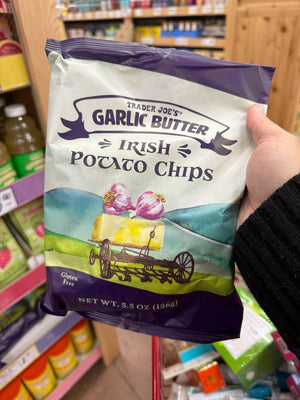 TRADER JOE'S
GARLIC BUTTER
IRISH
POTATO CHIPS
Gluten
Free
NET WT. 5.5 OZ (156g)